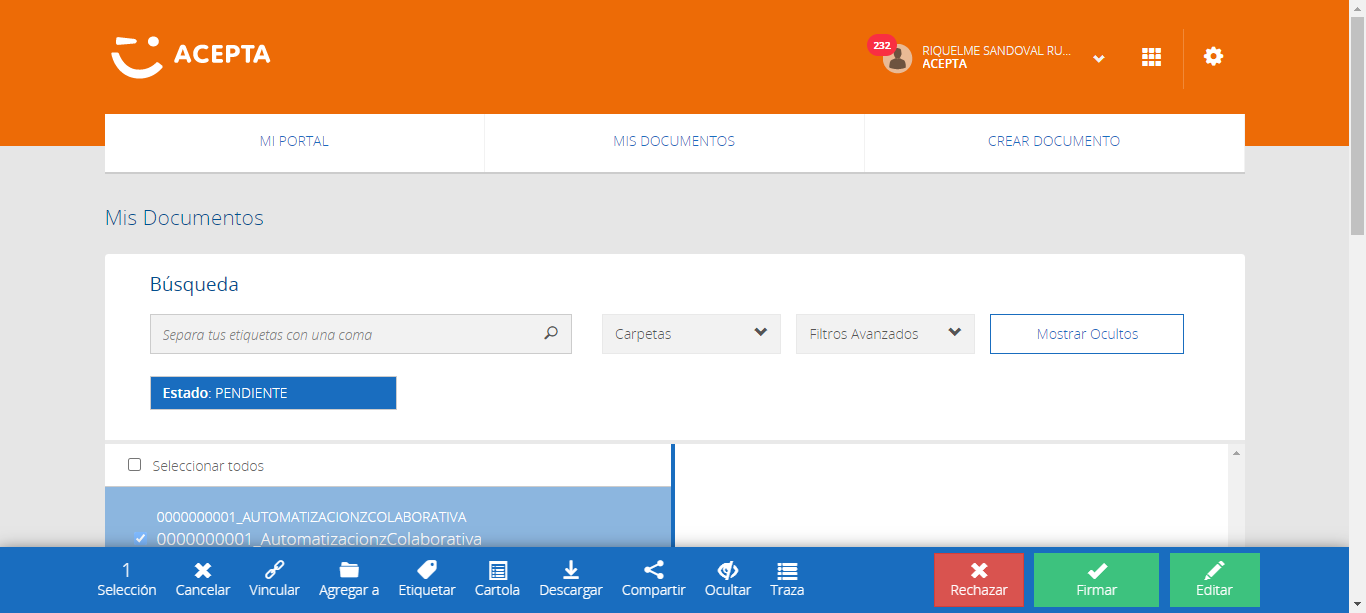 ACEPTA
232
RIQUELME SANDOVAL RU...
ACEPTA
MI PORTAL
MIS DOCUMENTOS
CREAR DOCUMENTO
Mis Documentos
Búsqueda
Separa tus etiquetas con una coma
Carpetas
Filtros Avanzados
Mostrar Ocultos
Estado: PENDIENTE
Seleccionar todos
0000000001_AUTOMATIZACIONZCOLABORATIVA
0000000001_AutomatizacionzColaborativa
1
Selección
Cancelar
Vincular
Agregar a
Etiquetar
Cartola
Descargar
Compartir
Ocultar
Traza
Rechazar
Firmar
Editar